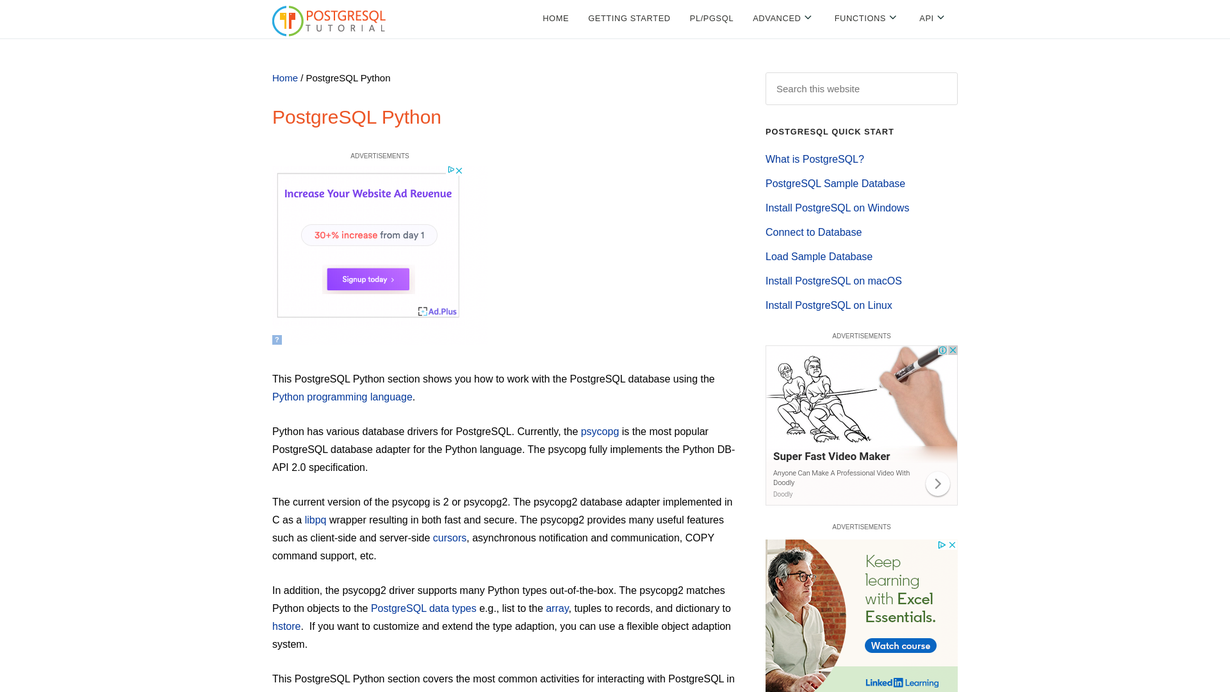 POSTGRESQL
TUTORIAL
HOME
GETTING STARTED
PL/PGSQL
ADVANCED
FUNCTIONS
API
Home / PostgreSQL Python
PostgreSQL Python
ADVERTISEMENTS
Increase Your Website Ad Revenue
30+% increase from day 1
Signup today >
Ad.Plus
?
This PostgreSQL Python section shows you how to work with the PostgreSQL database using the
Python programming language.
Python has various database drivers for PostgreSQL. Currently, the psycopg is the most popular
PostgreSQL database adapter for the Python language. The psycopg fully implements the Python DB-
API 2.0 specification.
The current version of the psycopg is 2 or psycopg2. The psycopg2 database adapter implemented in
C as a libpq wrapper resulting in both fast and secure. The psycopg2 provides many useful features
such as client-side and server-side cursors, asynchronous notification and communication, COPY
command support, etc.
In addition, the psycopg2 driver supports many Python types out-of-the-box. The psycopg2 matches
Python objects to the PostgreSQL data types e.g., list to the array, tuples to records, and dictionary to
hstore.  If you want to customize and extend the type adaption, you can use a flexible object adaption
system.
This PostgreSQL Python section covers the most common activities for interacting with PostgreSQL in
Search this website
POSTGRESQL QUICK START
What is PostgreSQL?
PostgreSQL Sample Database
Install PostgreSQL on Windows
Connect to Database
Load Sample Database
Install PostgreSQL on macOS
Install PostgreSQL on Linux
ADVERTISEMENTS
Super Fast Video Maker
Anyone Can Make A Professional Video With
Doodly
Doodly
ADVERTISEMENTS
Keep
learning
with Excel
Essentials.
Watch course
LinkedIn Learning